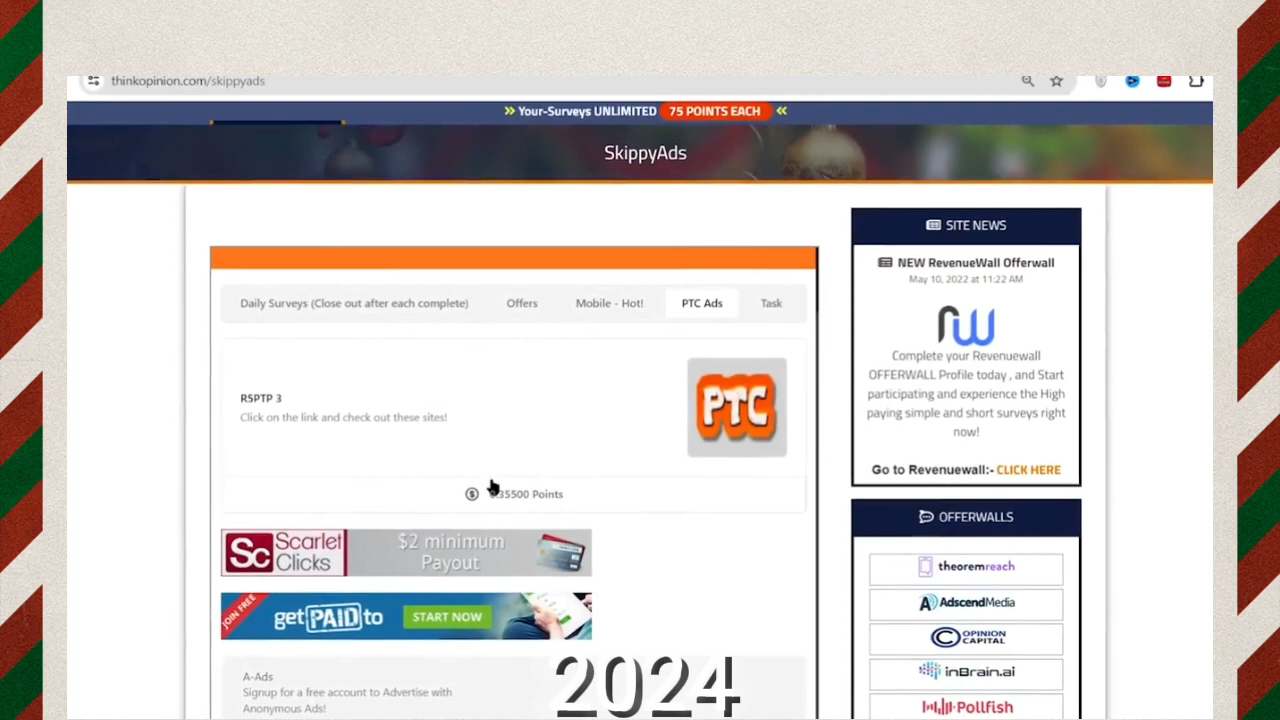 thinkopinion.com/skippyads
Your-Surveys UNLIMITED 75 POINTS EACH
SkippyAds
Daily Surveys (Close out after each complete) Offers Mobile - Hot! PTC Ads Task
R5PTP 3
Click on the link and check out these sites!
PTC
.35500 Points
Sc Scarlet Clicks
$2 minimum
Payout
JOIN FREE
get PAID to START NOW
A-Ads
Signup for a free account to Advertise with
Anonymous Ads!
2024
SITE NEWS
NEW RevenueWall Offerwall
May 10, 2022 at 11:22 AM
rw
Complete your Revenuewall
OFFERWALL Profile today , and Start
participating and experience the High
paying simple and short surveys right
now!
Go to Revenuewall:- CLICK HERE
OFFERWALLS
theoremreach
AdscendMedia
OPINION
CAPITAL
inBrain.ai
Pollfish